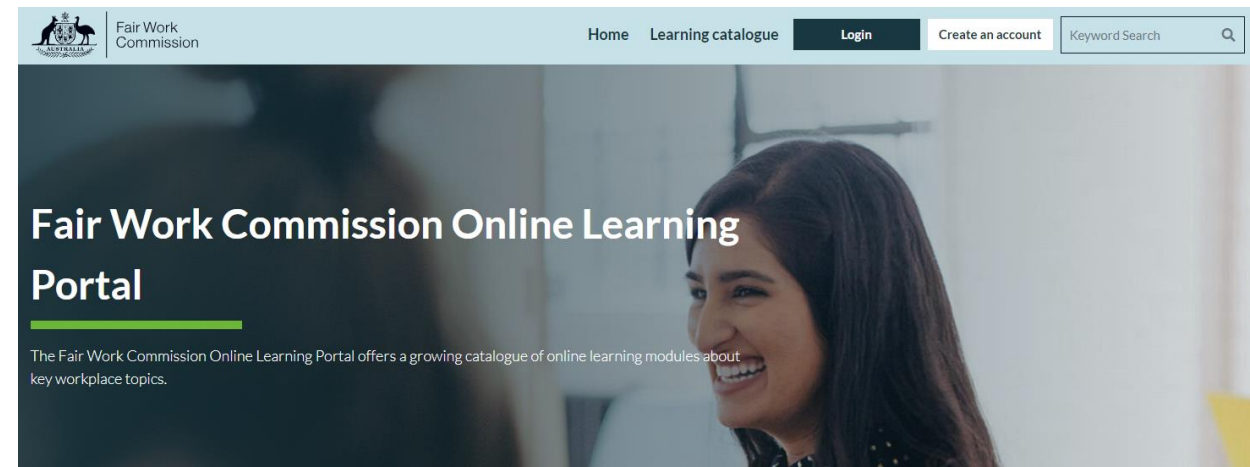 AUSTRALIA
Fair Work
Commission
Home Learning catalogue Login Create an account Keyword Search
Fair Work Commission Online Learning
Portal
The Fair Work Commission Online Learning Portal offers a growing catalogue of online learning modules about
key workplace topics.